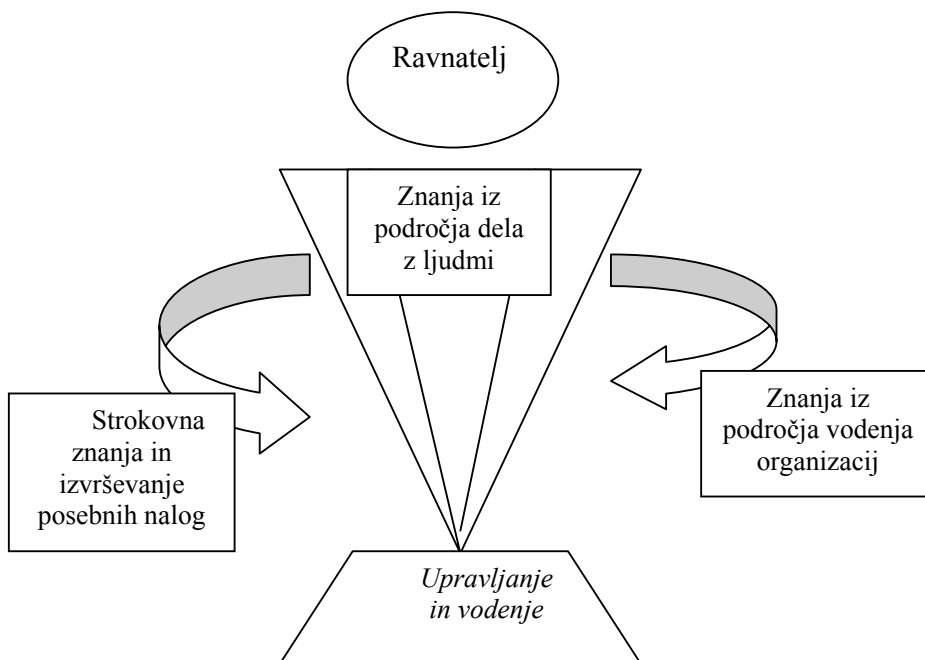 Ravnatelj
Znanja iz
področja dela
z ljudmi
Strokovna
znanja in
izvrševanje
posebnih nalog
Znanja iz
področja vodenja
organizacij
Upravljanje
in vodenje